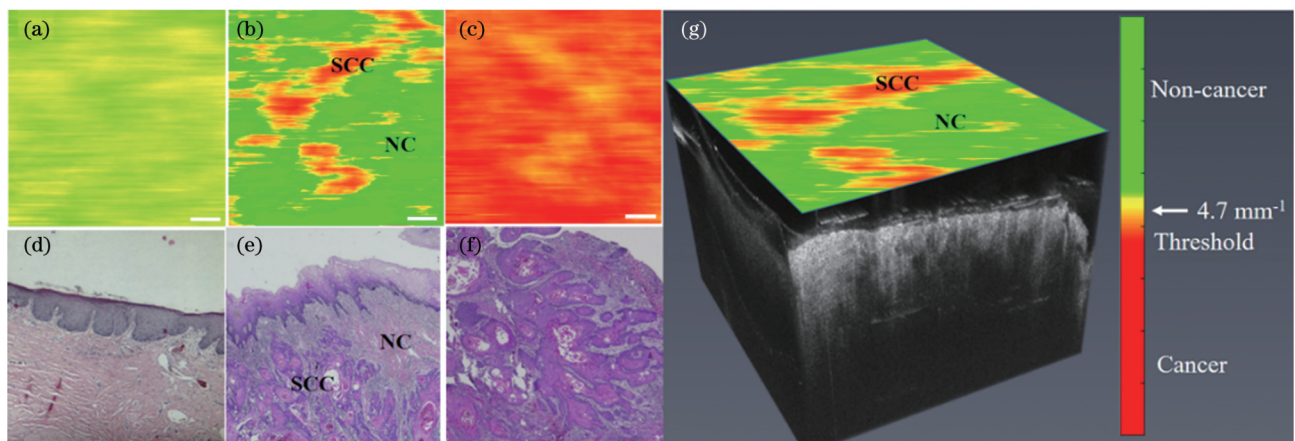 (a)
(b)
SCC
NC
(c)
(g)
SCC
NC
Non-cancer
4.7 mm⁻¹
Threshold
Cancer
(d)
(e)
NC
SCC
(f)